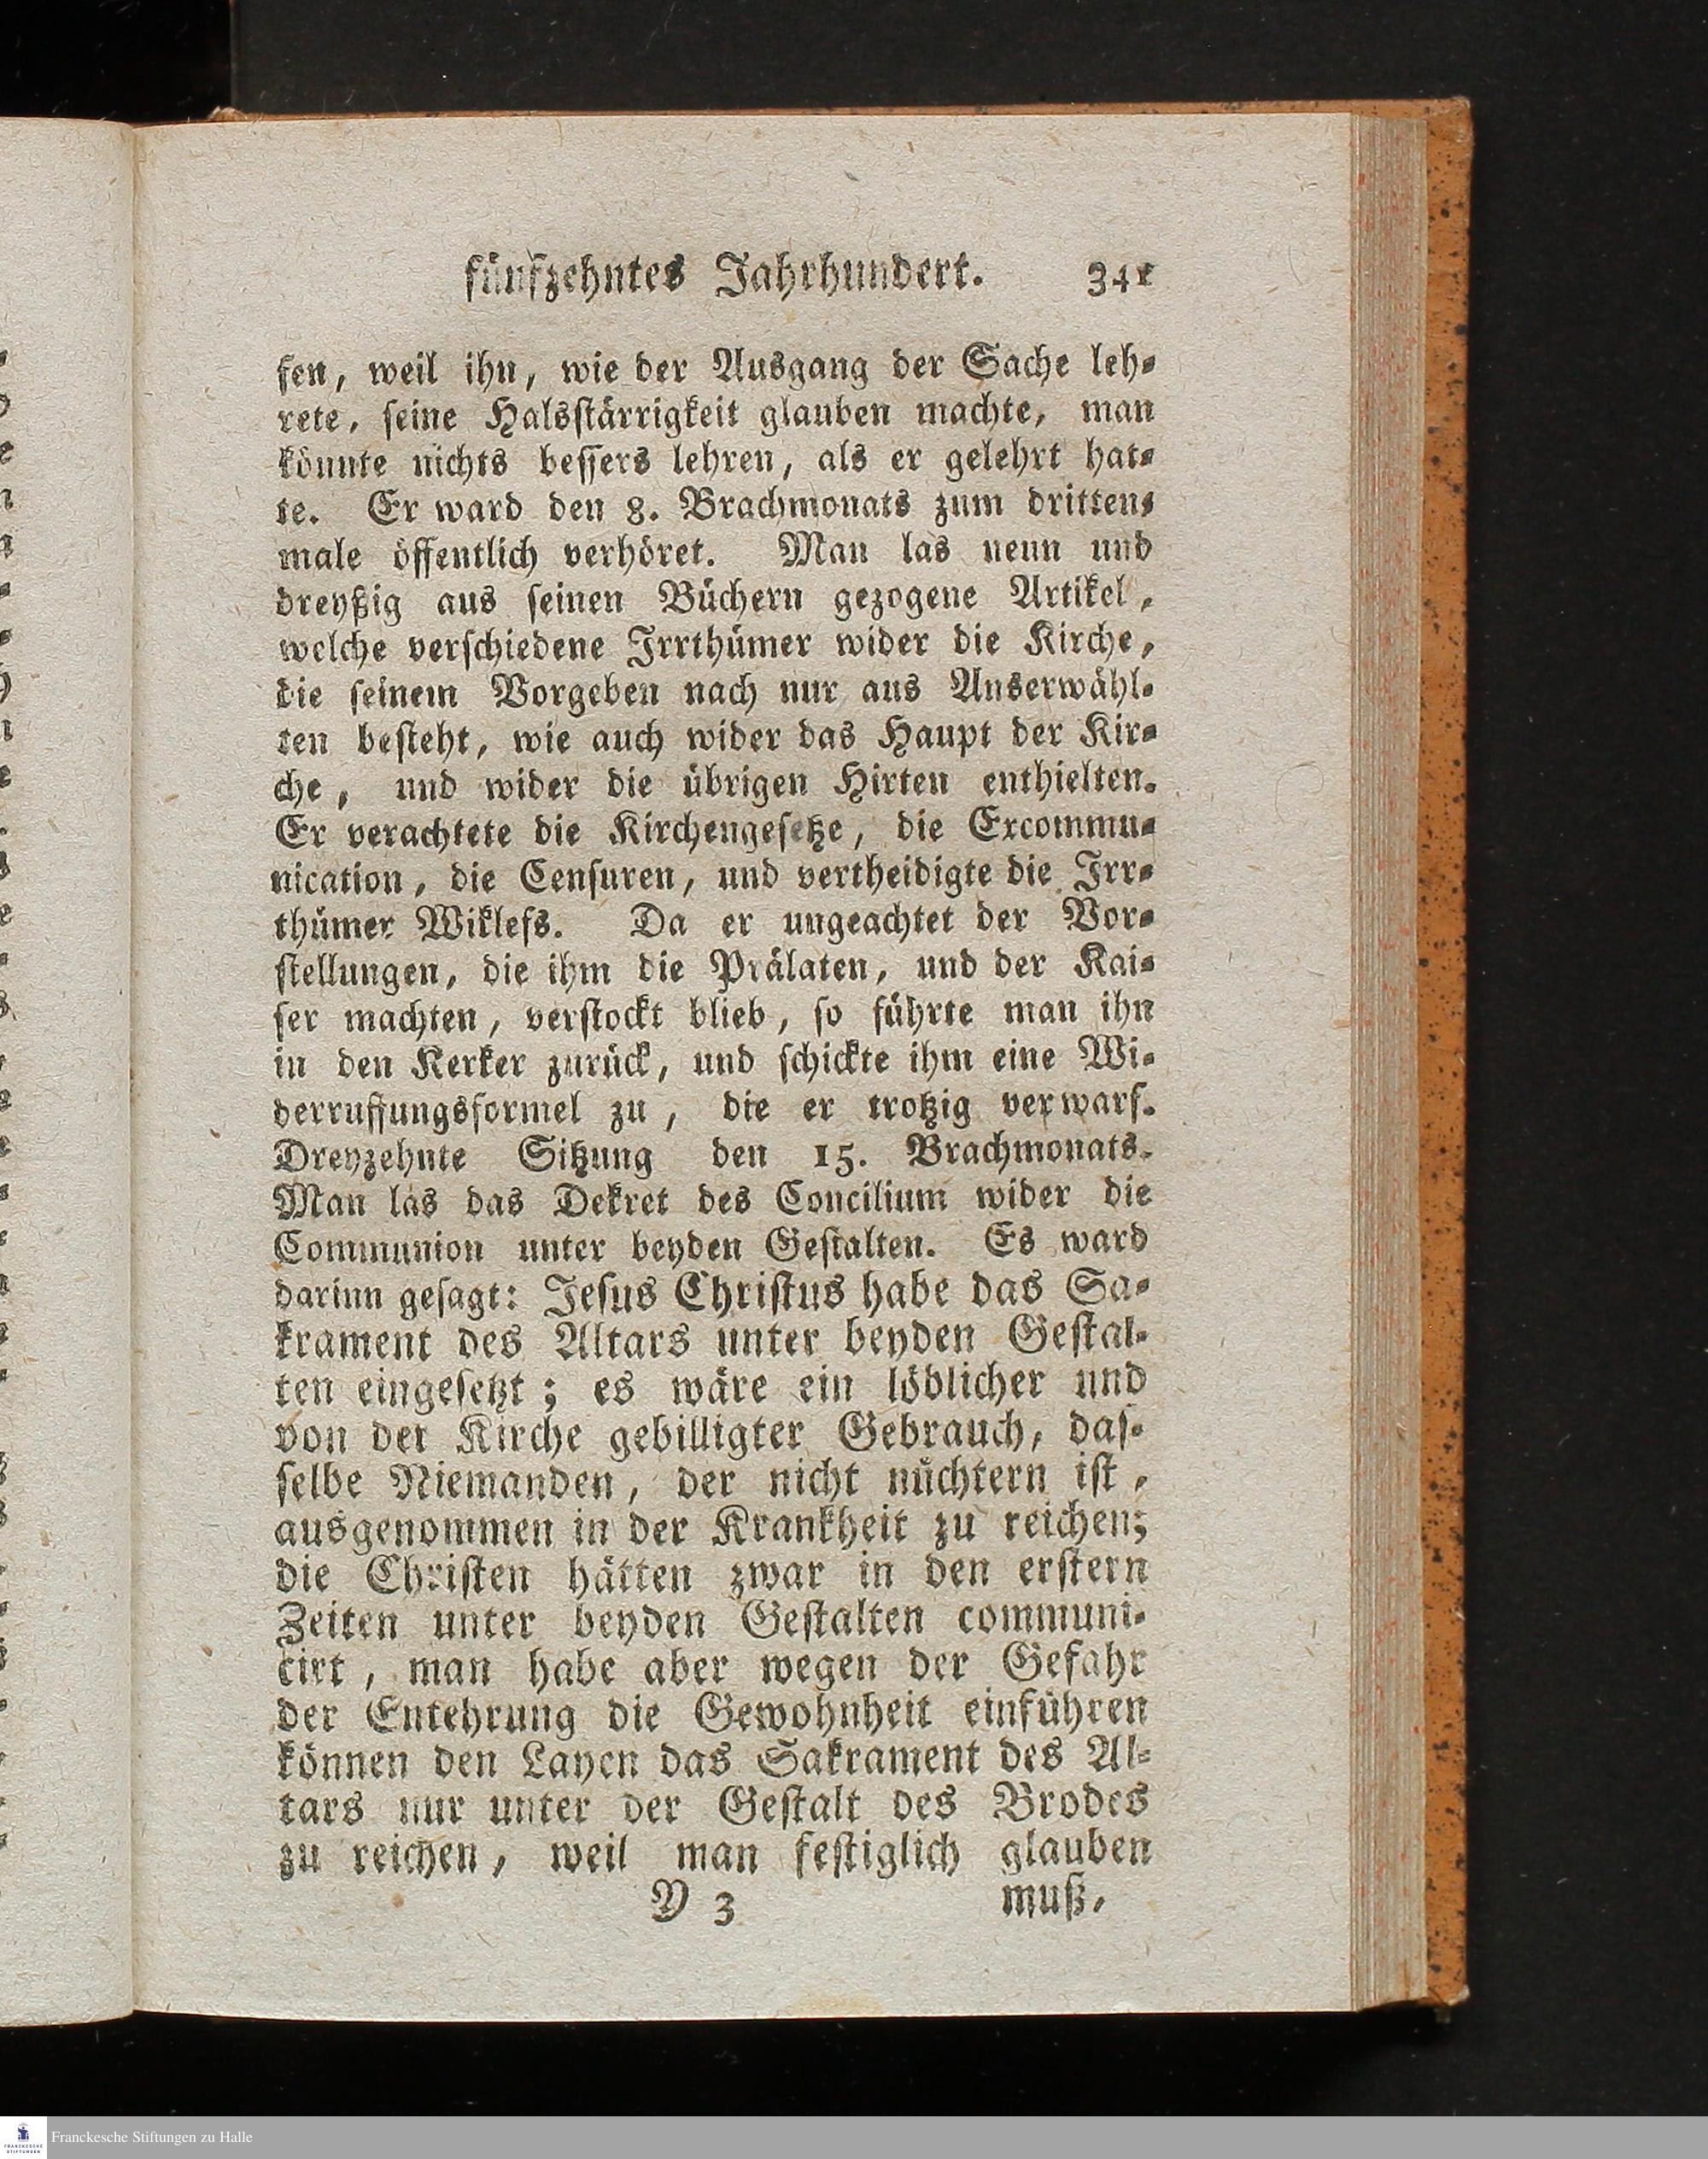 fünfzehntes Jahrhundert. 341
fen, weil ihn, wie der Ausgang der Sache leh-
rete, seine Halsstärrigkeit glauben machte, man
könnte nichts bessers lehren, als er gelehrt hat-
te. Er ward den 8. Brachmonats zum dritten-
male öffentlich verhöret. Man las neun und
dreyßig aus seinen Büchern gezogene Artikel,
welche verschiedene Irrthümer wider die Kirche,
die seinem Vorgeben nach nur aus Auserwähl-
ten besteht, wie auch wider das Haupt der Kir-
che, und wider die übrigen Hirten enthielten.
Er verachtete die Kirchengesetze, die Excommu-
nication, die Censuren, und vertheidigte die Irr-
thümer Wiklefs. Da er ungeachtet der Vor-
stellungen, die ihm die Prälaten, und der Kai-
ser machten, verstockt blieb, so führte man ihn
in den Kerker zurück, und schickte ihm eine Wi-
derruffungsformel zu, die er trotzig verwarf.
Dreyzehnte Sitzung den 15. Brachmonats.
Man las das Dekret des Concilium wider die
Communion unter beyden Gestalten. Es ward
darinn gesagt: Jesus Christus habe das Sa-
krament des Altars unter beyden Gestal-
ten eingesetzt; es wäre ein löblicher und
von der Kirche gebilligter Gebrauch, das-
selbe Niemanden, der nicht nüchtern ist,
ausgenommen in der Krankheit zu reichen;
die Christen hätten zwar in den erstern
Zeiten unter beyden Gestalten communi-
cirt, man habe aber wegen der Gefahr
der Entehrung die Gewohnheit einführen
können den Layen das Sakrament des Al-
tars nur unter der Gestalt des Brodes
zu reichen, weil man festiglich glauben
Y 3 muß,
Franckesche Stiftungen zu Halle